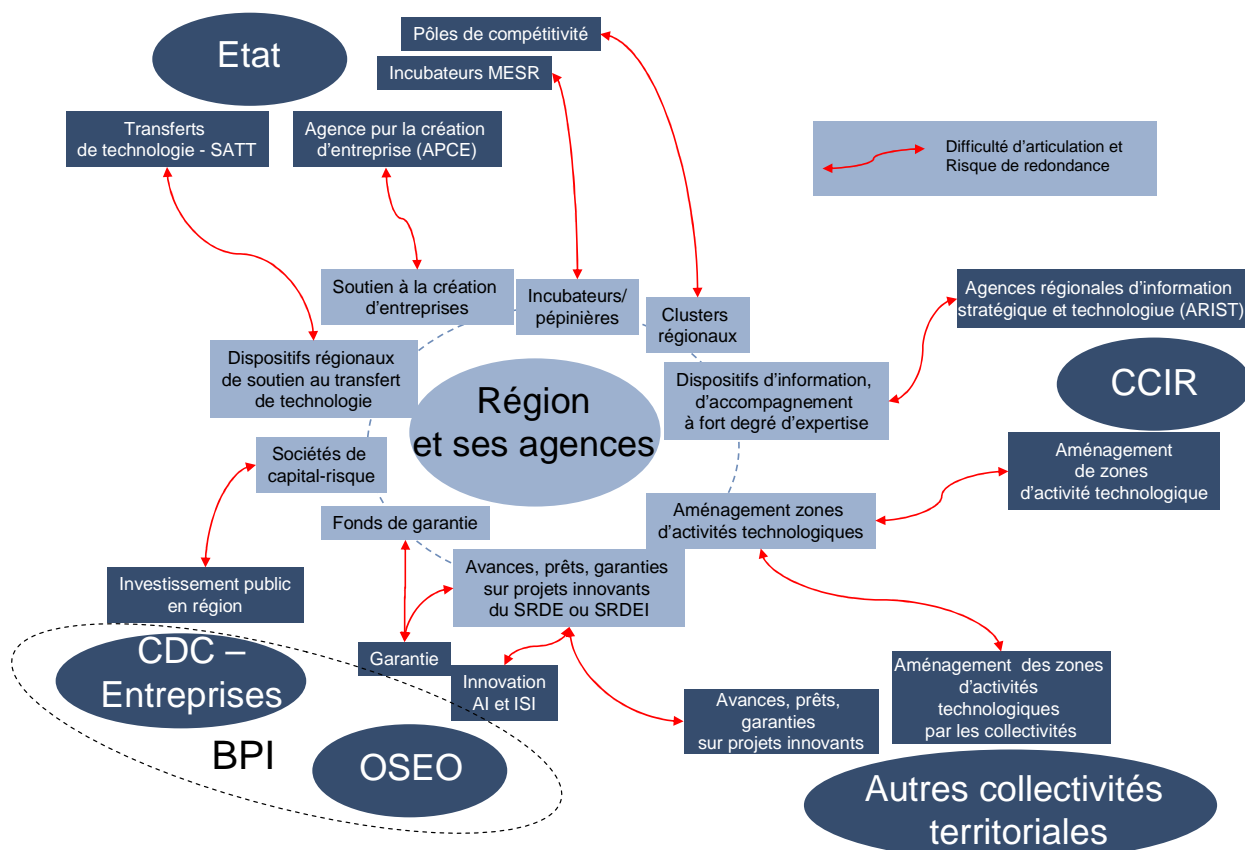 Etat
Pôles de compétitivité
Incubateurs MESR
Transferts
de technologie - SATT
Agence pur la création
d'entreprise (APCE)
Difficulté d'articulation et
Risque de redondance
Soutien à la création
d'entreprises
Incubateurs/
pépinières
Clusters
régionaux
Agences régionales d'information
stratégique et technologiue (ARIST)
Dispositifs régionaux
de soutien au transfert
de technologie
Région
et ses agences
Dispositifs d'information,
d'accompagnement
à fort degré d'expertise
CCIR
Sociétés de
capital-risque
Aménagement
de zones
d'activité technologique
Fonds de garantie
Aménagement zones
d'activités technologiques
Avances, prêts, garanties
sur projets innovants
du SRDE ou SRDEI
Investissement public
en région
CDC –
Entreprises
Garantie
Innovation
AI et ISI
Avances, prêts,
garanties
sur projets innovants
Aménagement des zones
d'activités
technologiques
par les collectivités
BPI
OSEO
Autres collectivités
territoriales